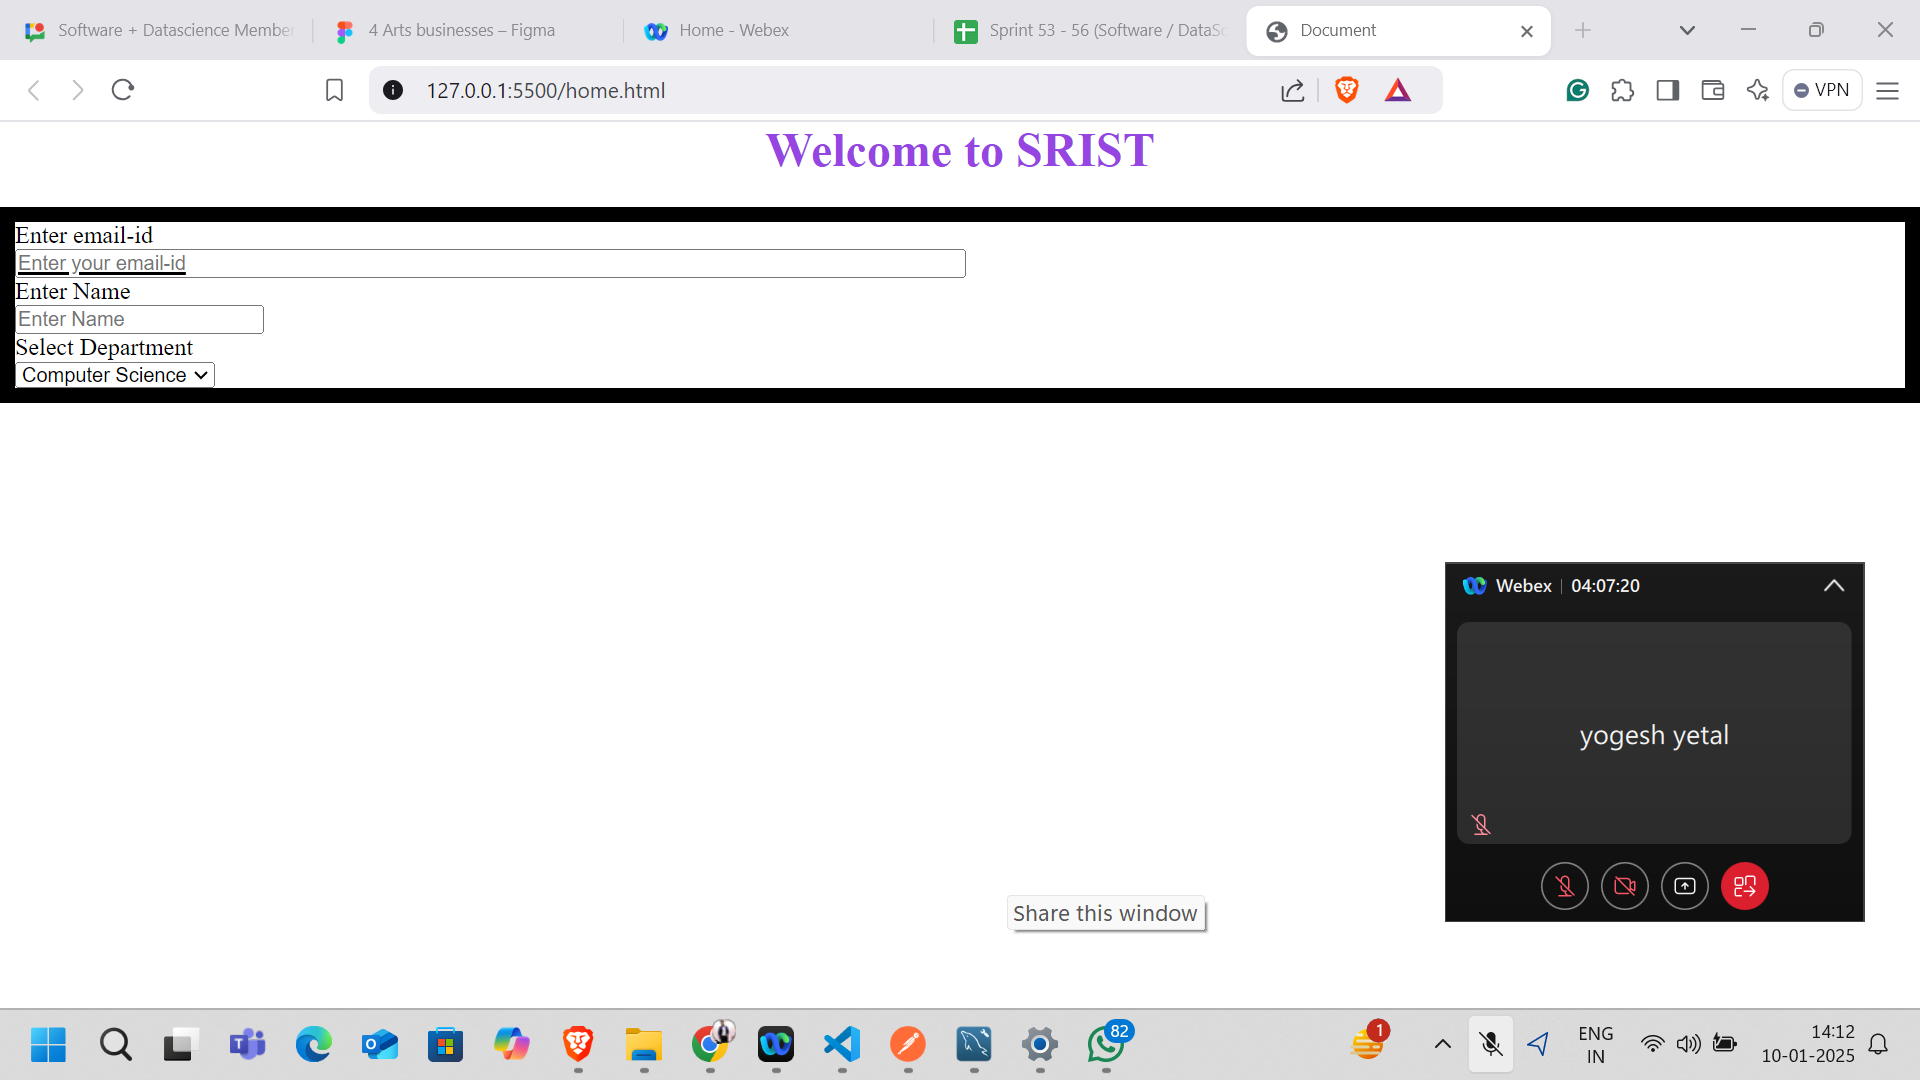 Software + Datascience Member
4 Arts businesses – Figma
Home - Webex
Sprint 53 - 56 (Software / DataSc
Document
127.0.0.1:5500/home.html
VPN
Welcome to SRIST
Enter email-id
Enter your email-id
Enter Name
Enter Name
Select Department
Computer Science
Webex | 04:07:20
yogesh yetal
Share this window
82
1
ENG
IN
14:12
10-01-2025